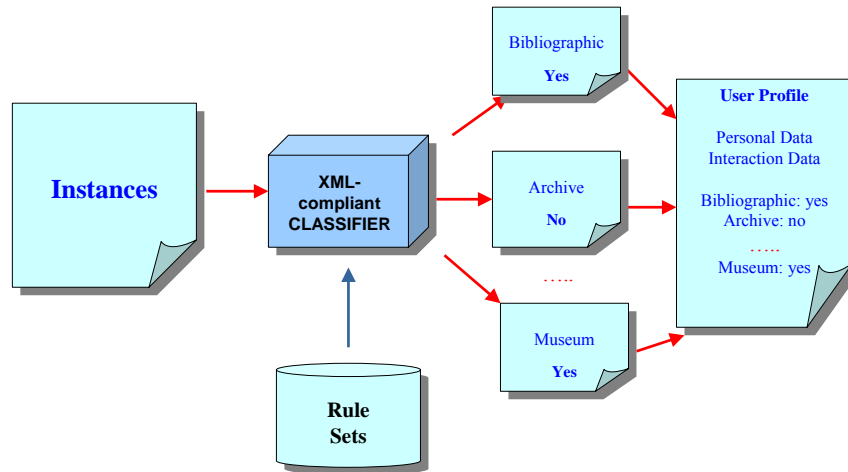 Instances
XML-
compliant
CLASSIFIER
Rule
Sets
Bibliographic
Yes
Archive
No
.....
Museum
Yes
User Profile
Personal Data
Interaction Data
Bibliographic: yes
Archive: no
.....
Museum: yes